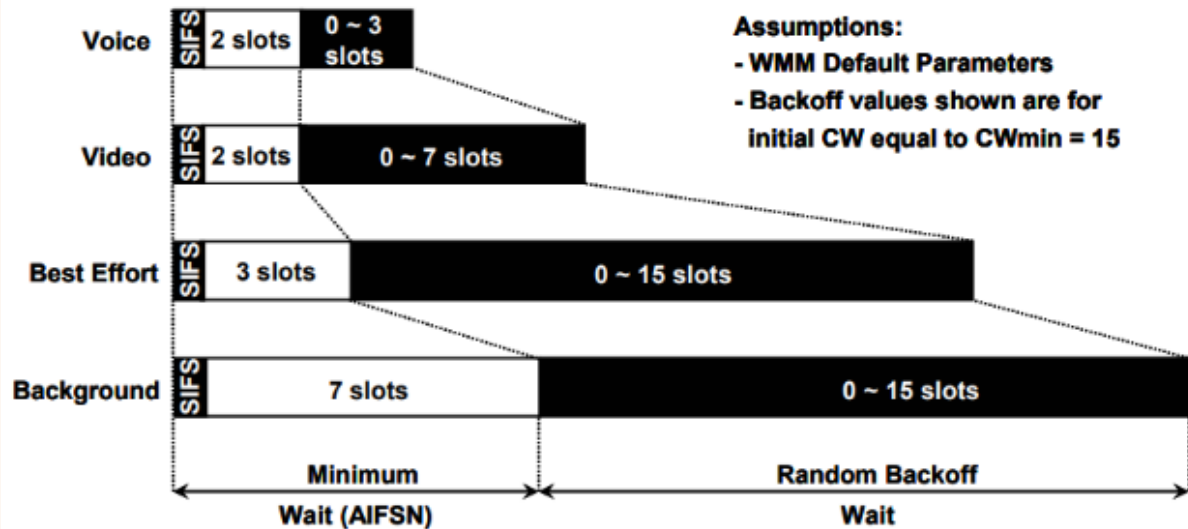 Voice SIFS 2 slots 0 ~ 3 slots
Assumptions:
- WMM Default Parameters
- Backoff values shown are for
initial CW equal to CWmin = 15
Video SIFS 2 slots 0 ~ 7 slots
Best Effort SIFS 3 slots 0 ~ 15 slots
Background SIFS 7 slots 0 ~ 15 slots
Minimum
Wait (AIFSN)
Random Backoff
Wait